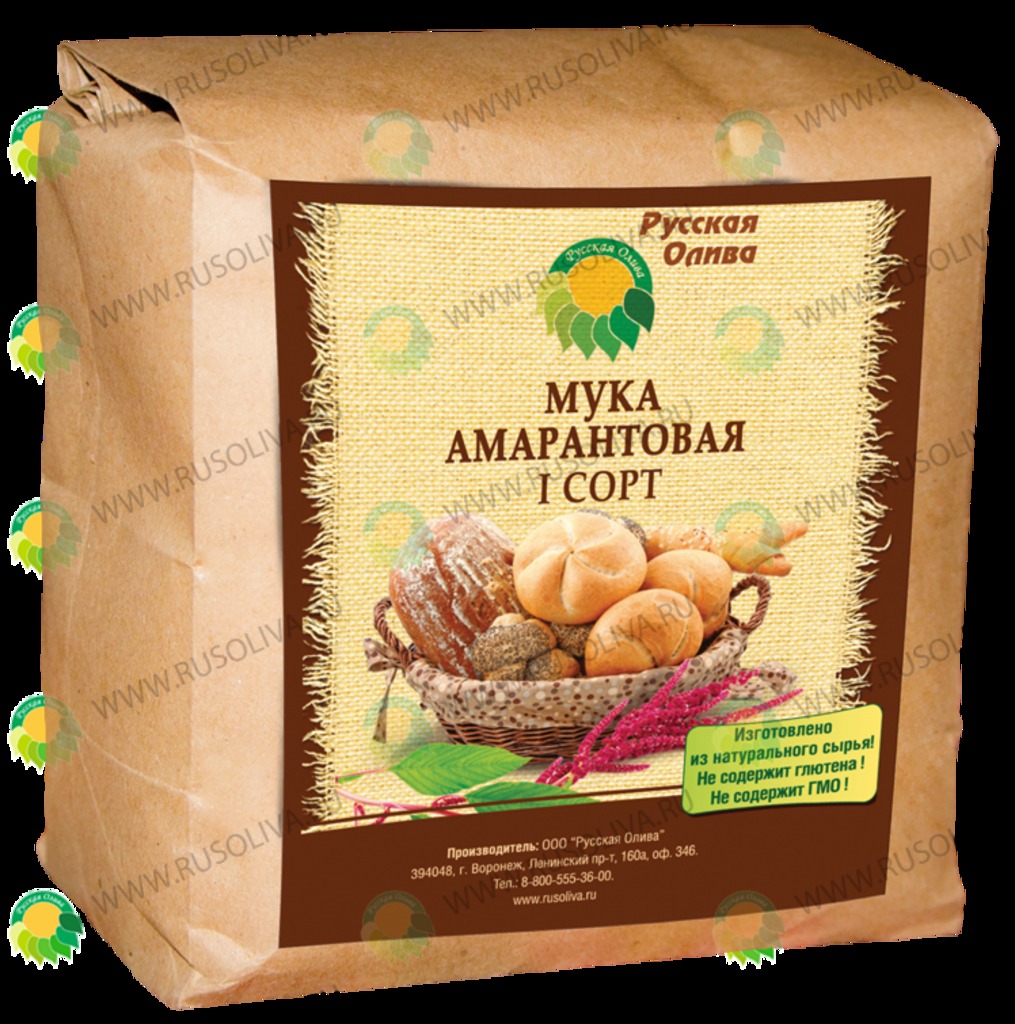 Русская
Олива
Русская Олива
МУКА
АМАРАНТОВАЯ
I СОРТ
Изготовлено
из натурального сырья!
Не содержит глютена !
Не содержит ГМО !
Производитель: ООО "Русская Олива"
394048, г. Воронеж, Ленинский пр-т, 160а, оф. 346.
Тел.: 8-800-555-36-00.
www.rusoliva.ru
WWW.RUSOLIVA.RU